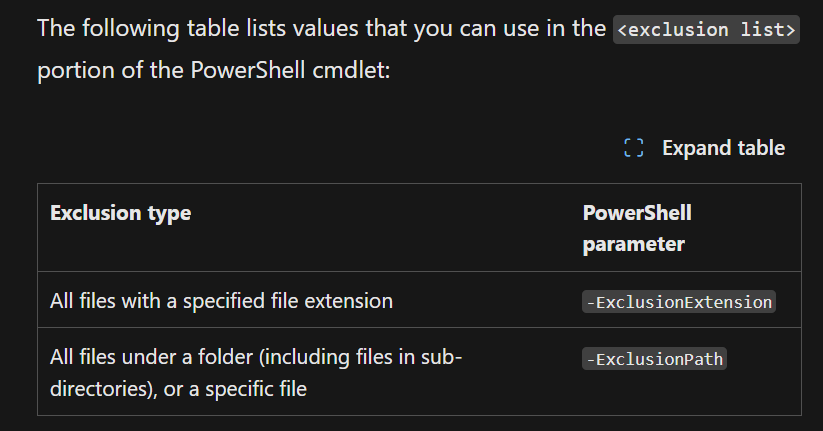 The following table lists values that you can use in the <exclusion list>
portion of the PowerShell cmdlet:
Expand table
Exclusion type
PowerShell
parameter
All files with a specified file extension
-ExclusionExtension
All files under a folder (including files in sub-
directories), or a specific file
-ExclusionPath